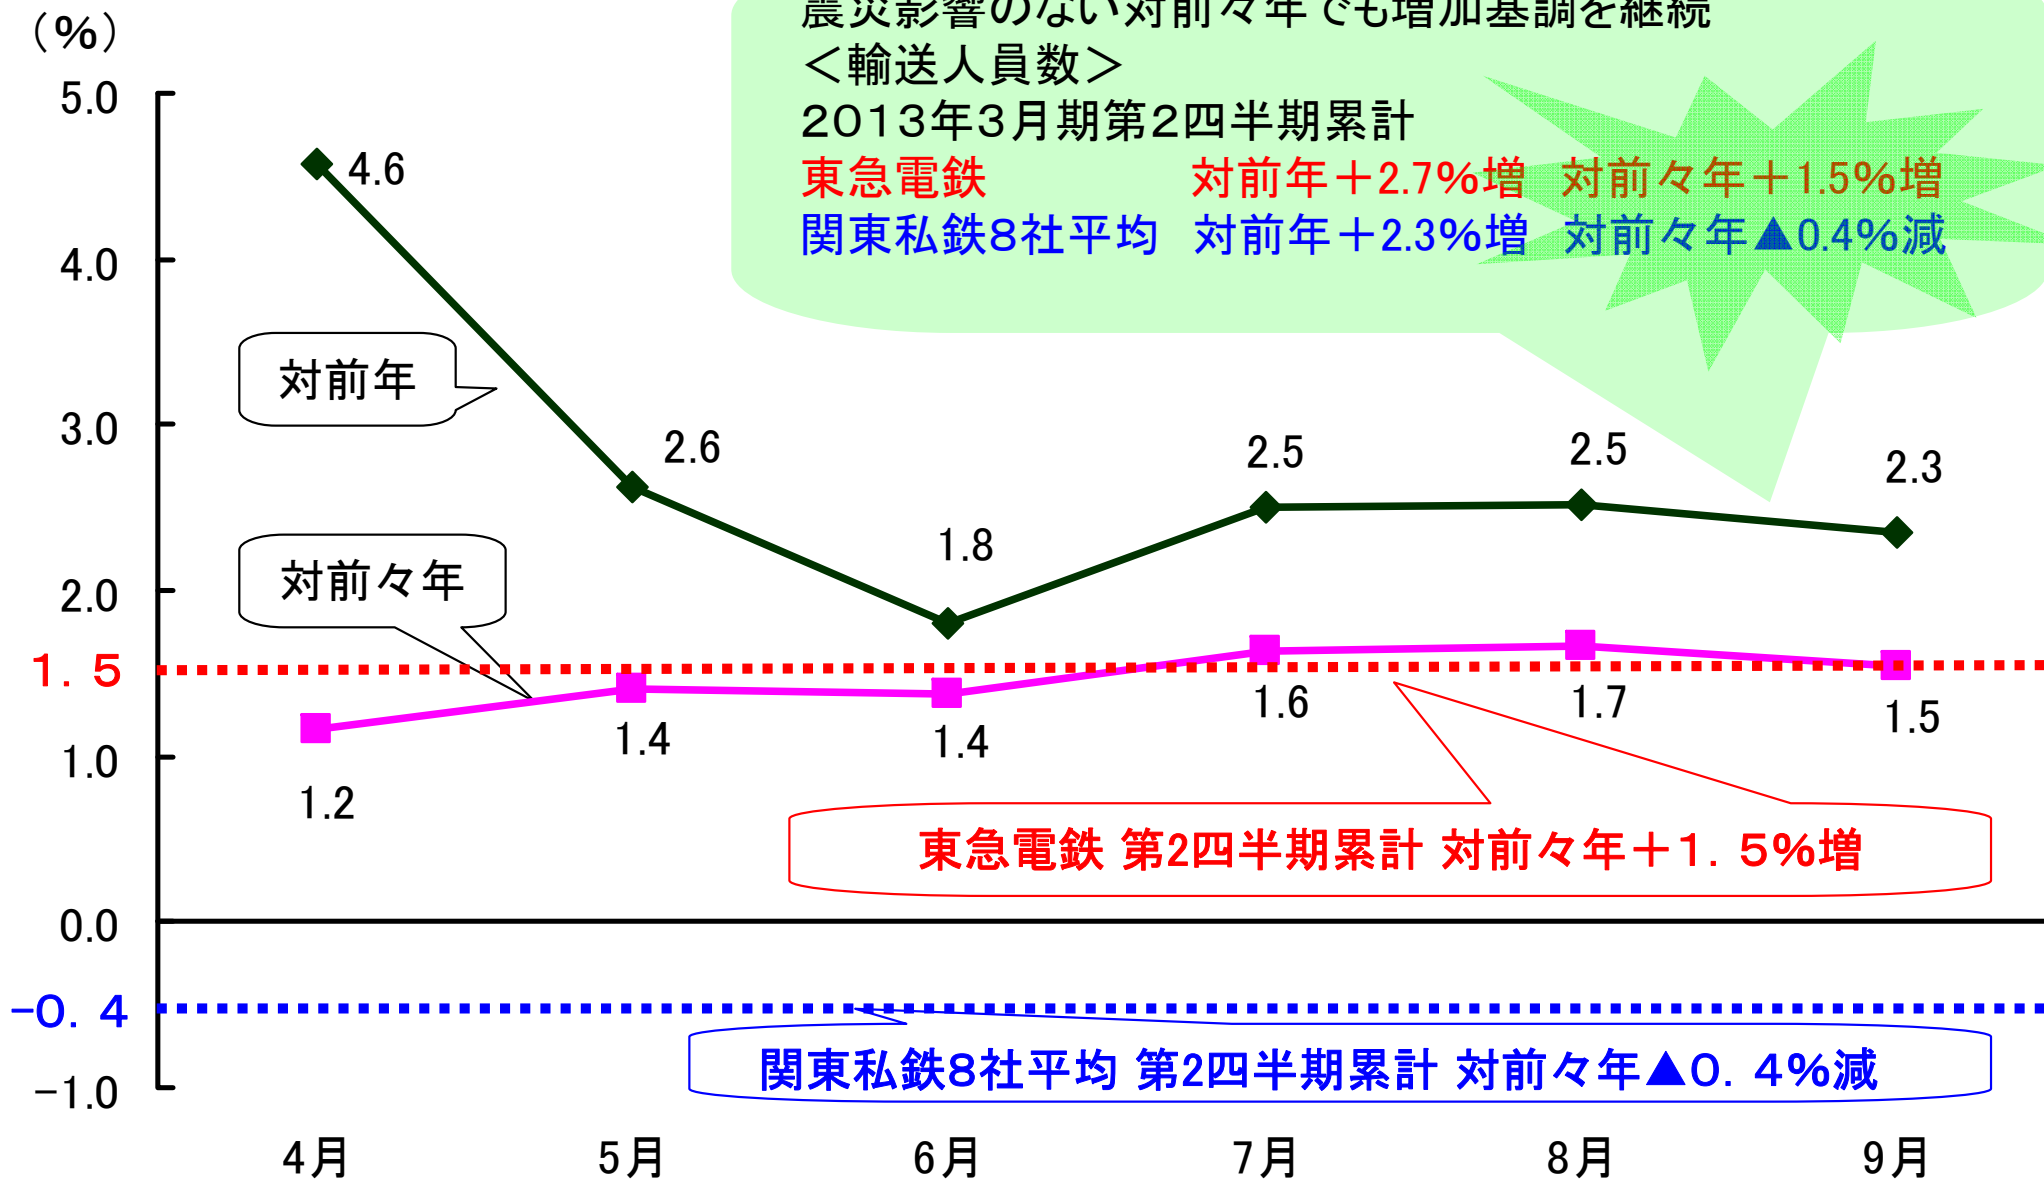 （%）
震災影響のない対前々年でも増加基調を継続
＜輸送人員数＞
2013年3月期第2四半期累計
東急電鉄 対前年＋2.7%増 対前々年＋1.5%増
関東私鉄8社平均 対前年＋2.3%増 対前々年▲0.4%減
5.0
4.0
3.0
2.0
1.5
1.0
0.0
-0.4
-1.0
4.6
2.6
1.8
2.5
2.5
2.3
対前年
対前々年
1.2
1.4
1.4
1.6
1.7
1.5
東急電鉄 第2四半期累計 対前々年＋1.5%増
関東私鉄8社平均 第2四半期累計 対前々年▲0.4%減
4月 5月 6月 7月 8月 9月